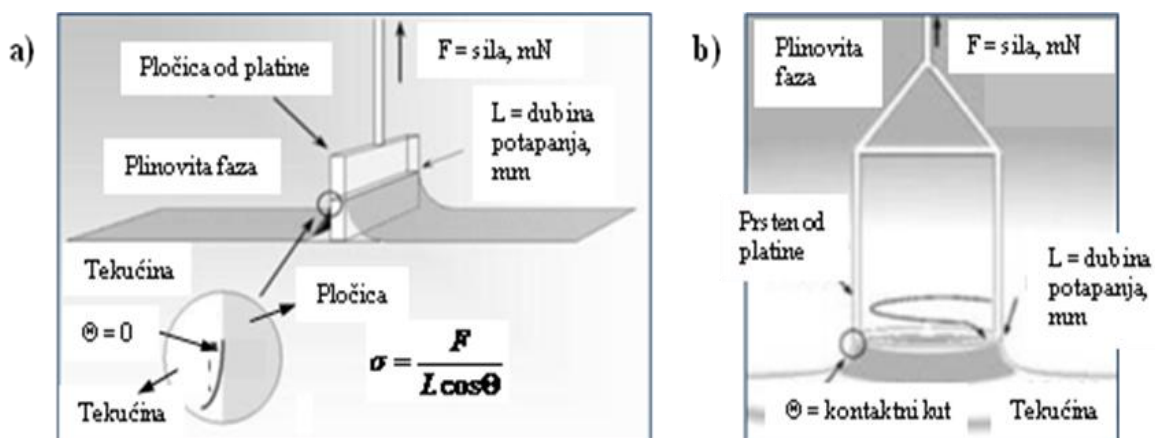 a)
Pločica od platine
F = sila, mN
L = dubina
potapanja,
mm
Plinovita faza
Tekućina
Pločica
Θ = 0
Tekućina
σ = F / L cosΘ
b)
Plinovita
faza
F = sila, mN
Prsten od
platine
L = dubina
potapanja,
mm
Θ = kontaktni kut
Tekućina